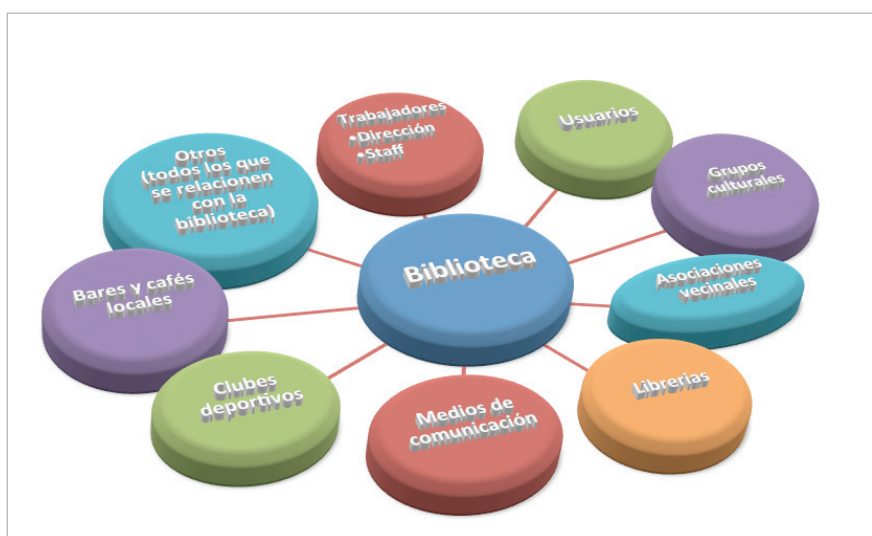 Trabajadores
•Dirección
•Staff
Usuarios
Grupos
culturales
Asociaciones
vecinales
Librerias
Medios de
comunicación
Clubes
deportivos
Bares y cafés
locales
Otros
(todos los que
se relacionen
con la
biblioteca)
Biblioteca